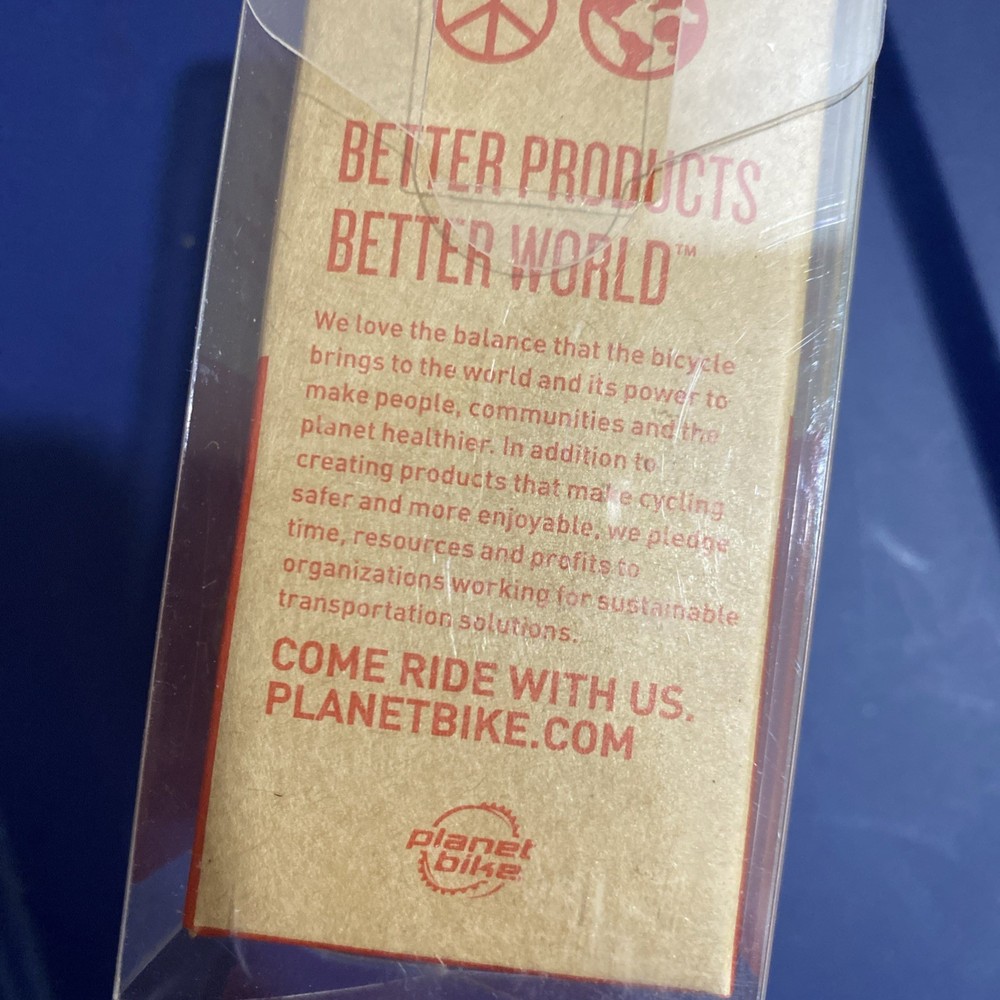 BETTER PRODUCTS
BETTER WORLD™
We love the balance that the bicycle
brings to the world and its power to
make people, communities and the
planet healthier. In addition to
creating products that make cycling
safer and more enjoyable, we pledge
time, resources and profits to
organizations working for sustainable
transportation solutions.
COME RIDE WITH US.
PLANETBIKE.COM
planet
bike